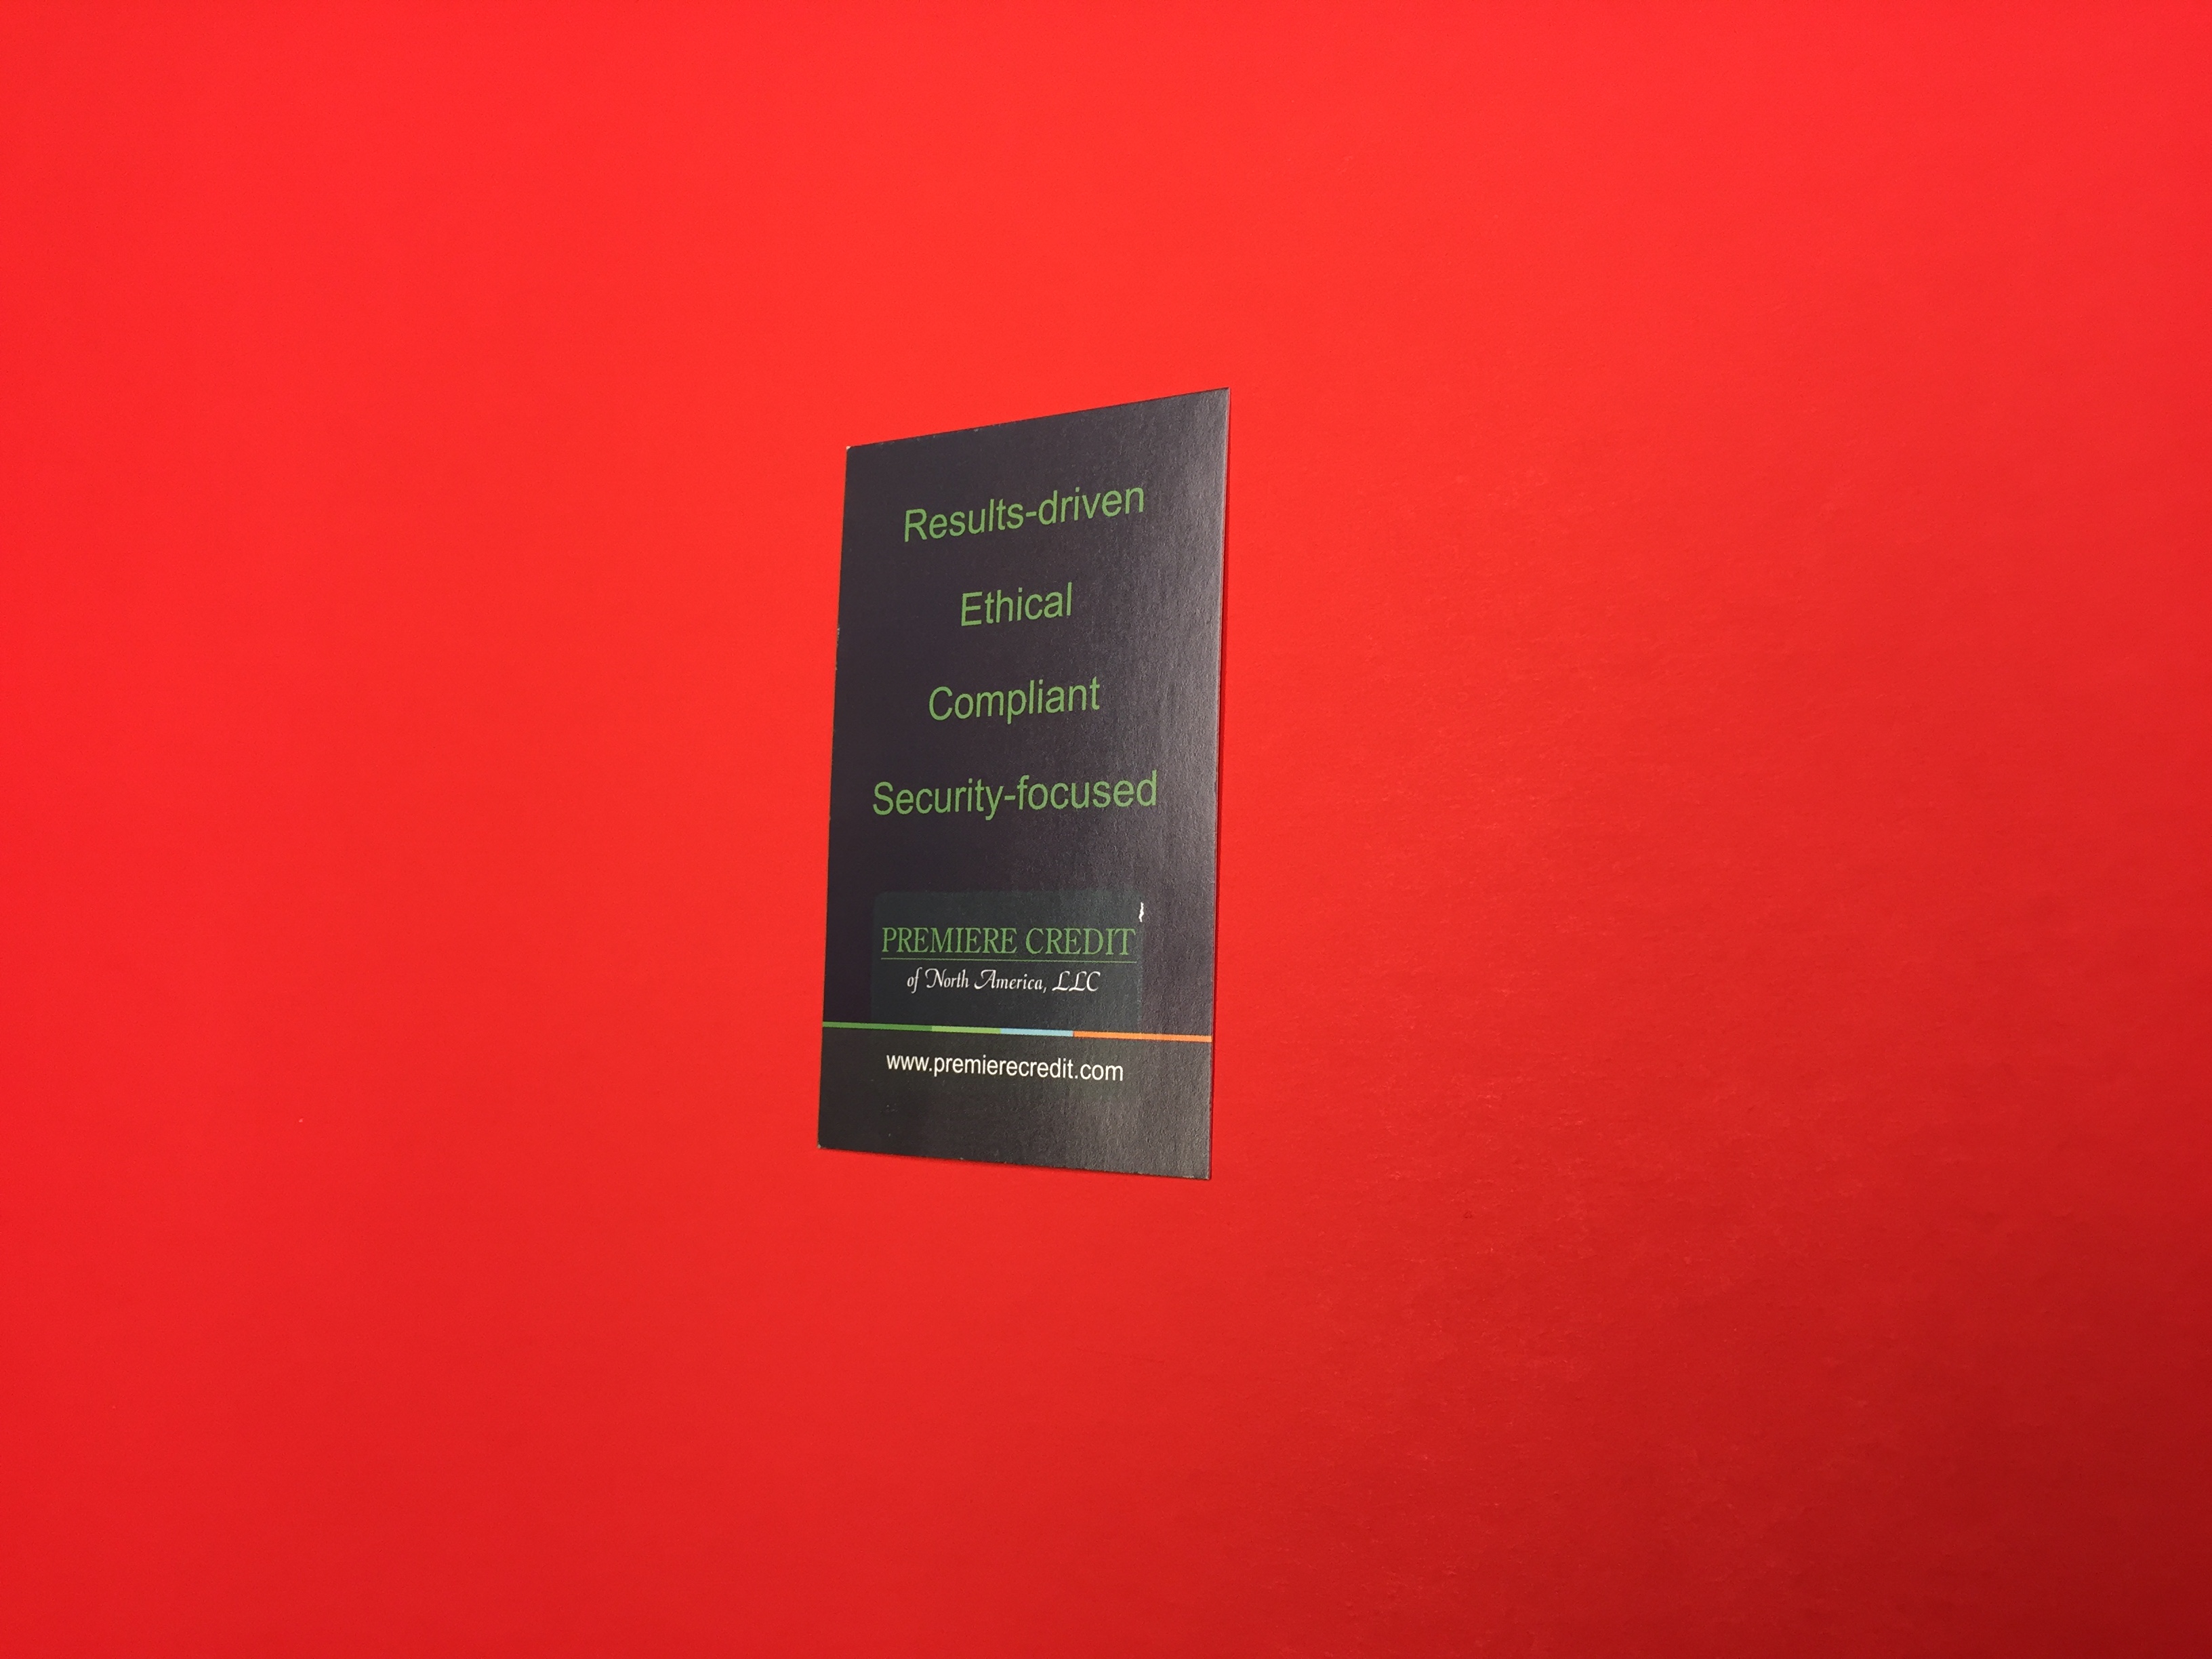 Results-driven
Ethical
Compliant
Security-focused
PREMIERE CREDIT
of North America, LLC
www.premierecredit.com